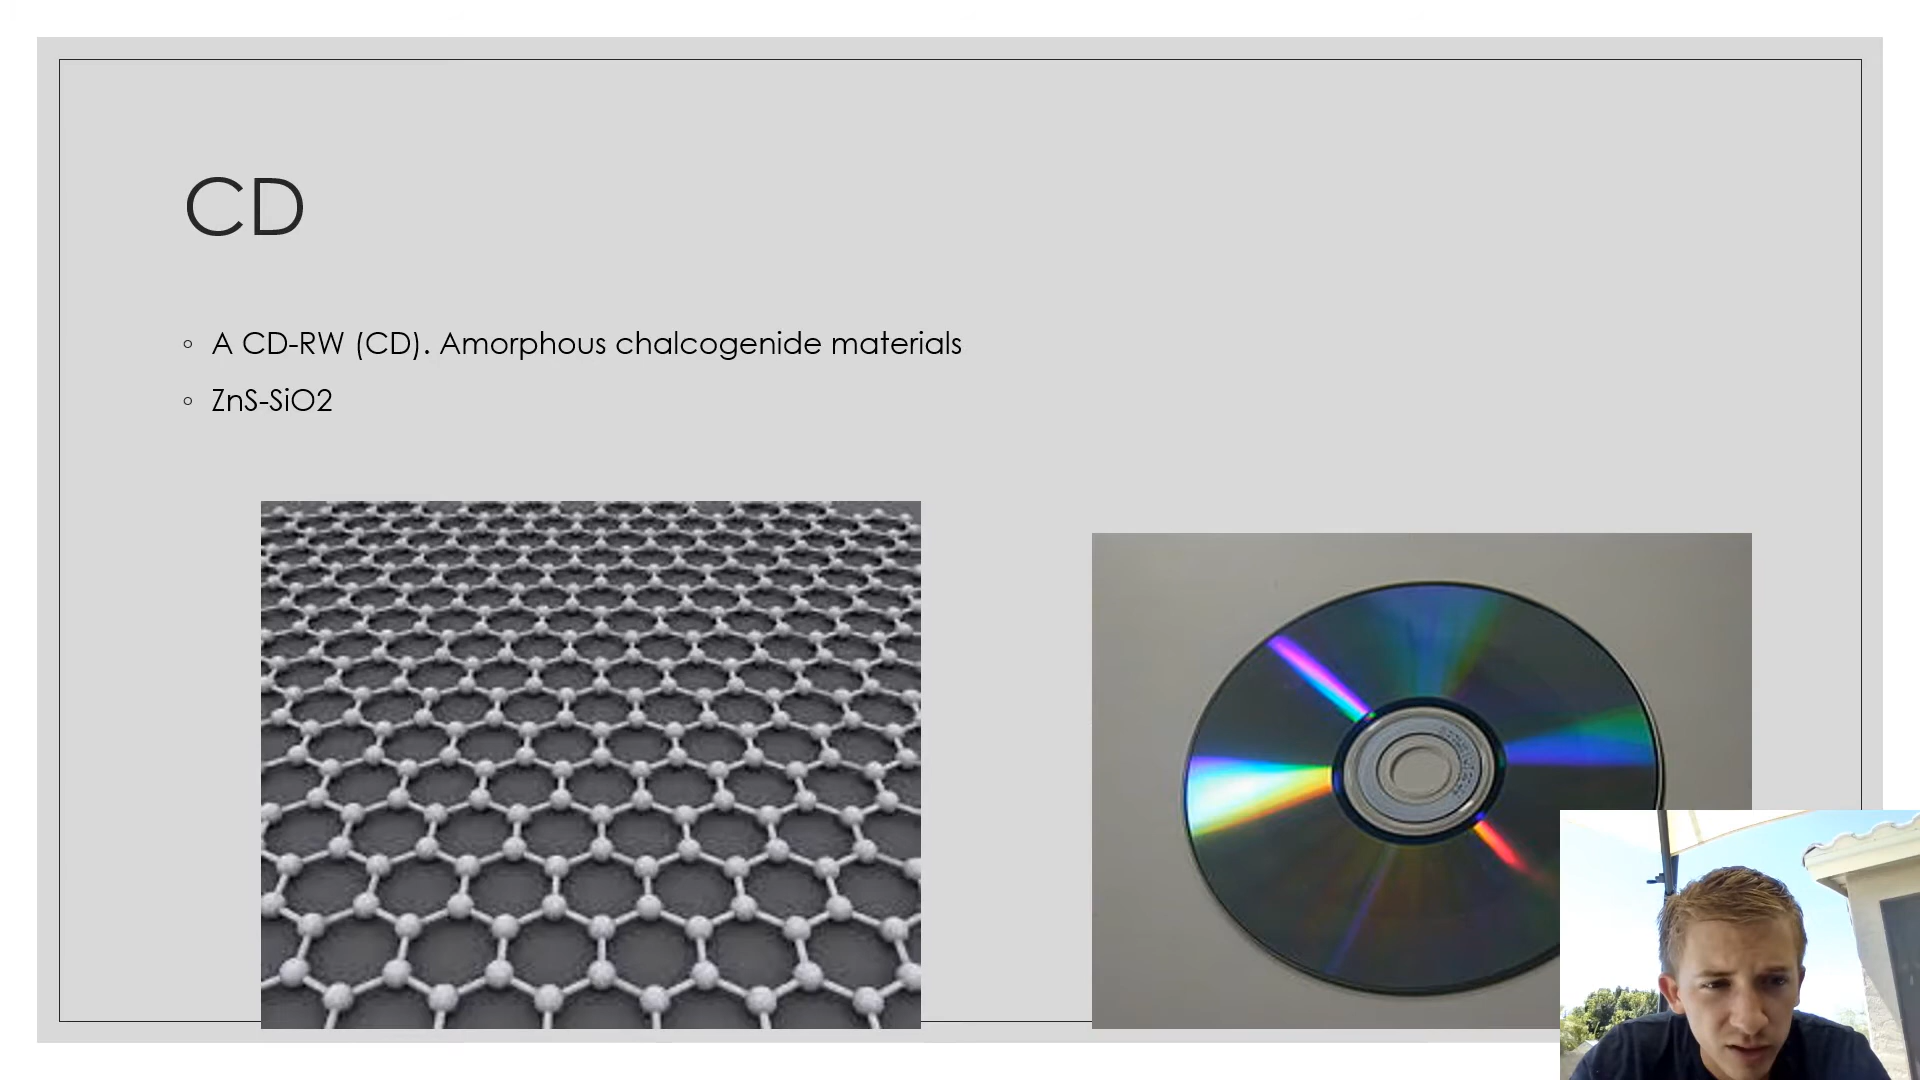 CD
A CD-RW (CD). Amorphous chalcogenide materials
ZnS-SiO2